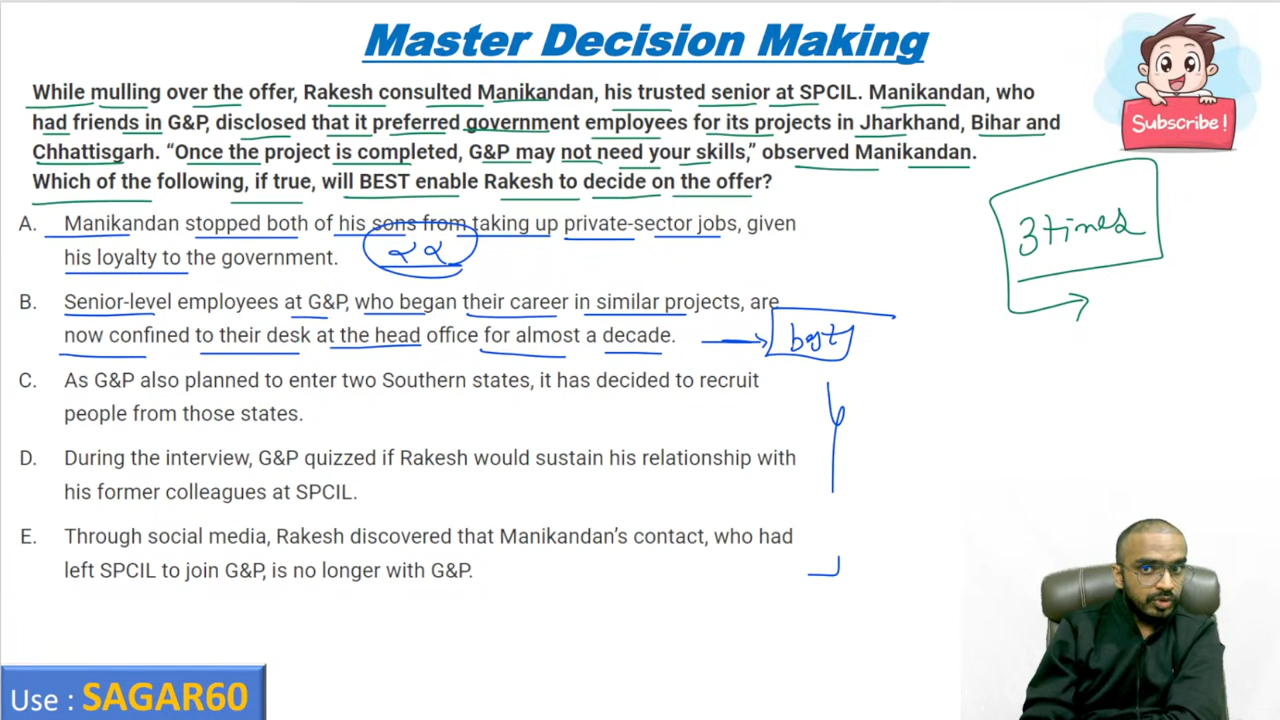 Master Decision Making
While mulling over the offer, Rakesh consulted Manikandan, his trusted senior at SPCIL. Manikandan, who
had friends in G&P, disclosed that it preferred government employees for its projects in Jharkhand, Bihar and
Chhattisgarh. “Once the project is completed, G&P may not need your skills,” observed Manikandan.
Which of the following, if true, will BEST enable Rakesh to decide on the offer?
Subscribe!
3 times
A. Manikandan stopped both of his sons from taking up private-sector jobs, given
his loyalty to the government.
B. Senior-level employees at G&P, who began their career in similar projects, are
now confined to their desk at the head office for almost a decade.
best
C. As G&P also planned to enter two Southern states, it has decided to recruit
people from those states.
D. During the interview, G&P quizzed if Rakesh would sustain his relationship with
his former colleagues at SPCIL.
E. Through social media, Rakesh discovered that Manikandan’s contact, who had
left SPCIL to join G&P, is no longer with G&P.
Use : SAGAR60